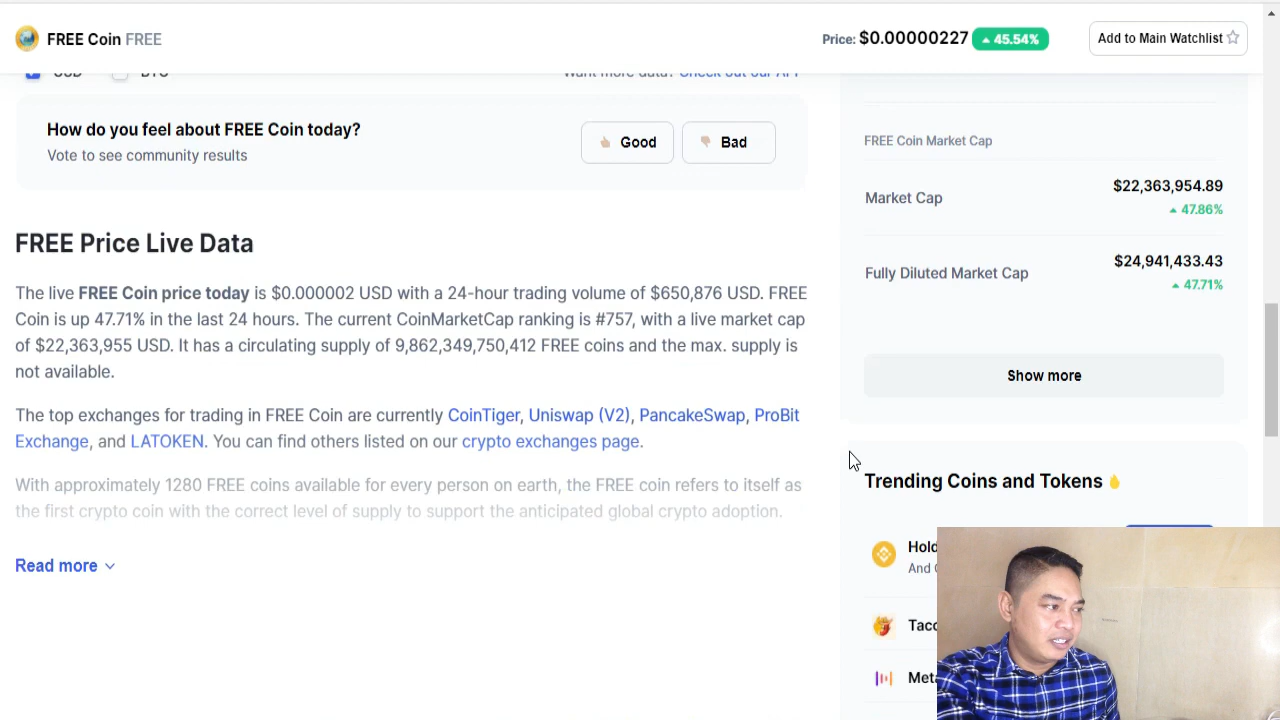 FREE Coin FREE
Price: $0.00000227 45.54%
Add to Main Watchlist
USD BTC
Want more data? Check out our API
How do you feel about FREE Coin today?
Vote to see community results
Good
Bad
FREE Price Live Data
The live FREE Coin price today is $0.000002 USD with a 24-hour trading volume of $650,876 USD. FREE
Coin is up 47.71% in the last 24 hours. The current CoinMarketCap ranking is #757, with a live market cap
of $22,363,955 USD. It has a circulating supply of 9,862,349,750,412 FREE coins and the max. supply is
not available.
The top exchanges for trading in FREE Coin are currently CoinTiger, Uniswap (V2), PancakeSwap, ProBit
Exchange, and LATOKEN. You can find others listed on our crypto exchanges page.
With approximately 1280 FREE coins available for every person on earth, the FREE coin refers to itself as
the first crypto coin with the correct level of supply to support the anticipated global crypto adoption.
Read more
FREE Coin Market Cap
Market Cap
$22,363,954.89
47.86%
Fully Diluted Market Cap
$24,941,433.43
47.71%
Show more
Trending Coins and Tokens
Hold
And
Taco
Meta